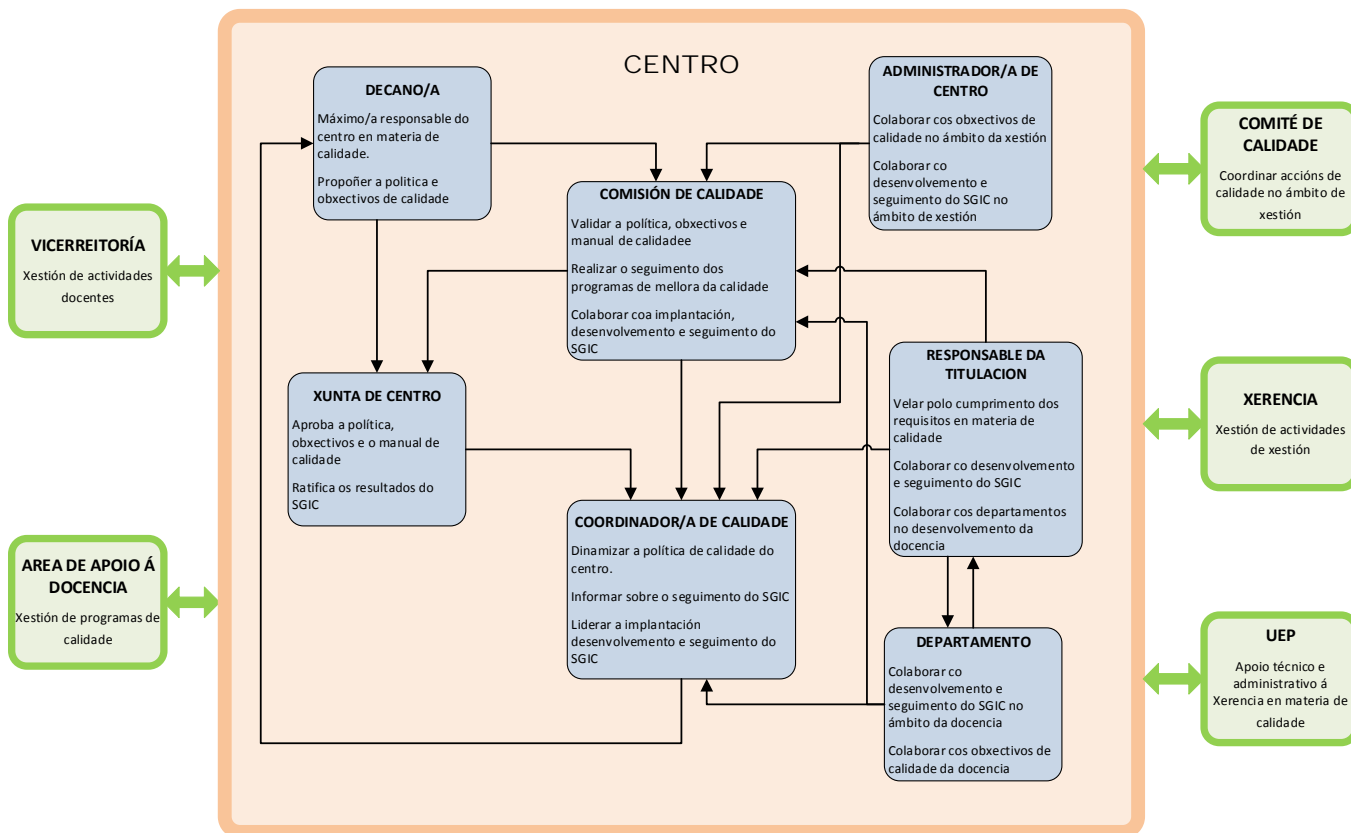 CENTRO
DECANO/A
Máximo/a responsable do
centro en materia de
calidade.
Propoñer a politica e
obxectivos de calidade
ADMINISTRADOR/A DE
CENTRO
Colaborar cos obxectivos de
calidade no ámbito da xestión
Colaborar co
desenvolvemento e
seguimento do SGIC no
ámbito de xestión
COMISIÓN DE CALIDADE
Validar a política, obxectivos e
manual de calidadee
Realizar o seguimento dos
programas de mellora da calidade
Colaborar coa implantación,
desenvolvemento e seguimento do
SGIC
XUNTA DE CENTRO
Aproba a política,
obxectivos e o manual de
calidade
Ratifica os resultados do
SGIC
RESPONSABLE DA
TITULACION
Velar polo cumprimento dos
requisitos en materia de
calidade
Colaborar co desenvolvemento
e seguimento do SGIC
Colaborar cos departamentos
no desenvolvemento da
docencia
COORDINADOR/A DE CALIDADE
Dinamizar a política de calidade do
centro.
Informar sobre o seguimento do SGIC
Liderar a implantación
desenvolvemento e seguimento do
SGIC
DEPARTAMENTO
Colaborar co
desenvolvemento e
seguimento do SGIC no
ámbito da docencia
Colaborar cos obxectivos de
calidade da docencia
VICERREITORÍA
Xestión de actividades
docentes
AREA DE APOIO Á
DOCENCIA
Xestión de programas de
calidade
COMITÉ DE
CALIDADE
Coordinar accións de
calidade no ámbito de
xestión
XERENCIA
Xestión de actividades
de xestión
UEP
Apoio técnico e
administrativo á
Xerencia en materia de
calidade